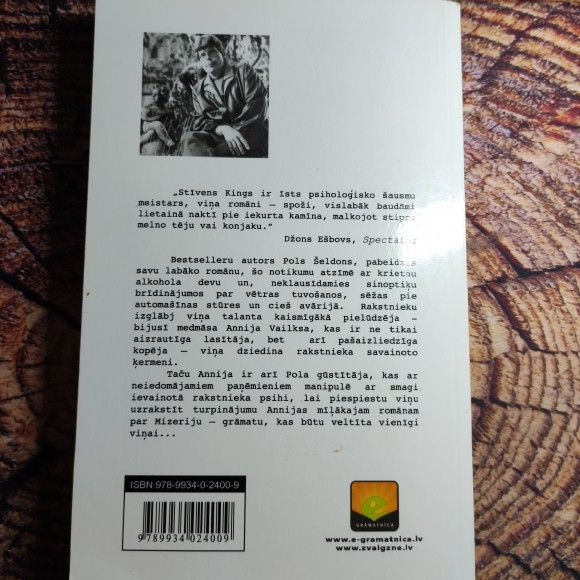 „Stīvens Kings ir īsts psiholoģisko šausmu
meistars, viņa romāni – spoži, vislabāk baudāmi
lietainā naktī pie iekurta kamīna, malkojot stipru
melno tēju vai konjaku.”
Džons Ešbovs, Spectator
Bestselleru autors Pols Šeldons, pabeidzis
savu labāko romānu, šo notikumu atzīmē ar krietnu
alkohola devu un, neklausīdamies sinoptiķu
brīdinājumos par vētras tuvošanos, sēžas pie
automašīnas stūres un cieš avārijā. Rakstnieku
izglābj viņa talanta kaismīgākā pielūdzēja –
bijusī medmāsa Annija Vailksa, kas ir ne tikai
aizrautīga lasītāja, bet arī pašaizliedzīga
kopēja – viņa dziedina rakstnieka savainoto
ķermeni.
Taču Annija ir arī Pola gūstītāja, kas ar
neiedomājamiem paņēmieniem manipulē ar smagi
ievainotā rakstnieka psihi, lai piespiestu viņu
uzrakstīt turpinājumu Annijas mīļākajam romānam
par Mizeriju – grāmatu, kas būtu veltīta vienīgi
viņai...
ISBN 978-9934-0-2400-9
9789934024009
e
GRĀMATNĪCA
www.e-gramatnica.lv
www.zvaigzne.lv